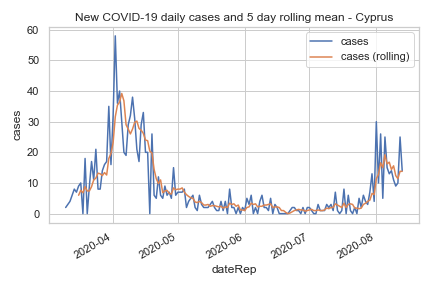 New COVID-19 daily cases and 5 day rolling mean - Cyprus
cases
cases (rolling)
60
50
40
30
20
10
0
cases
2020-04
2020-05
2020-06
2020-07
2020-08
dateRep